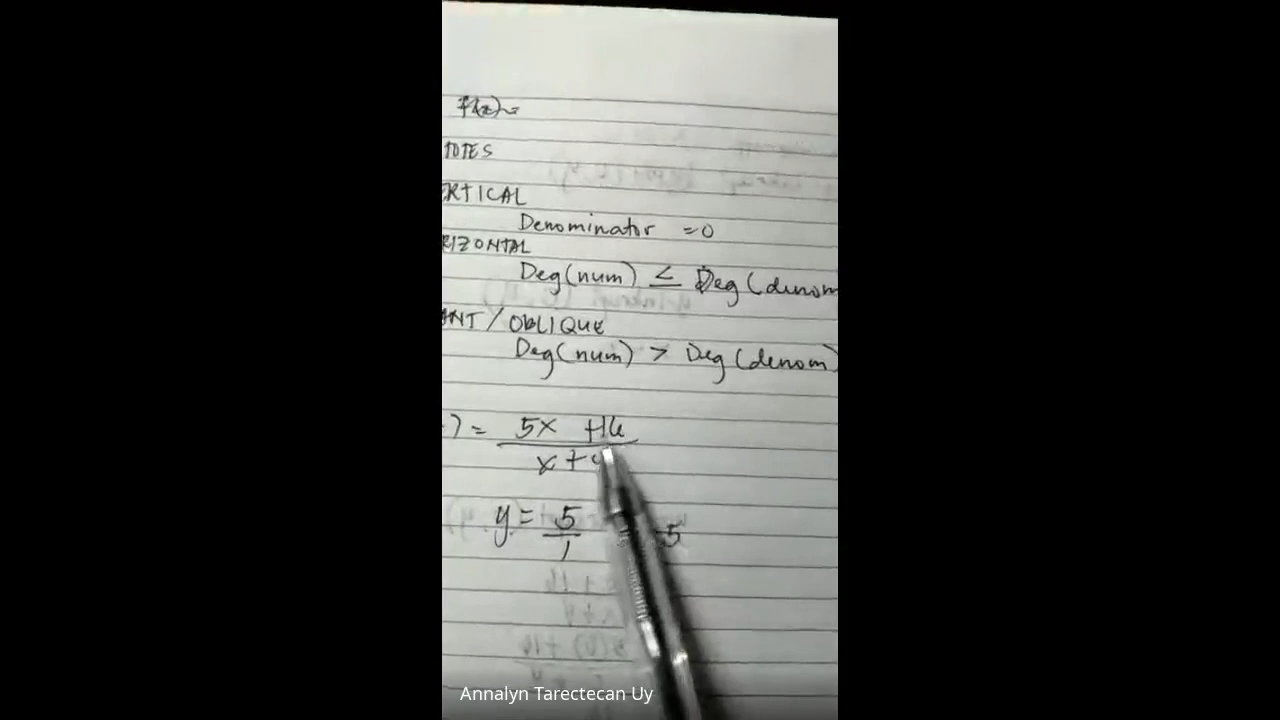 f(x)=
TOTES
ERTICAL
Denominator = 0
RIZONTAL
Deg(num) ≤ Deg(denom
ANT / OBLIQUE
Deg(num) > Deg(denom)
) = 5x +16
x +
y = 5
1
5
Annalyn Tarectecan Uy